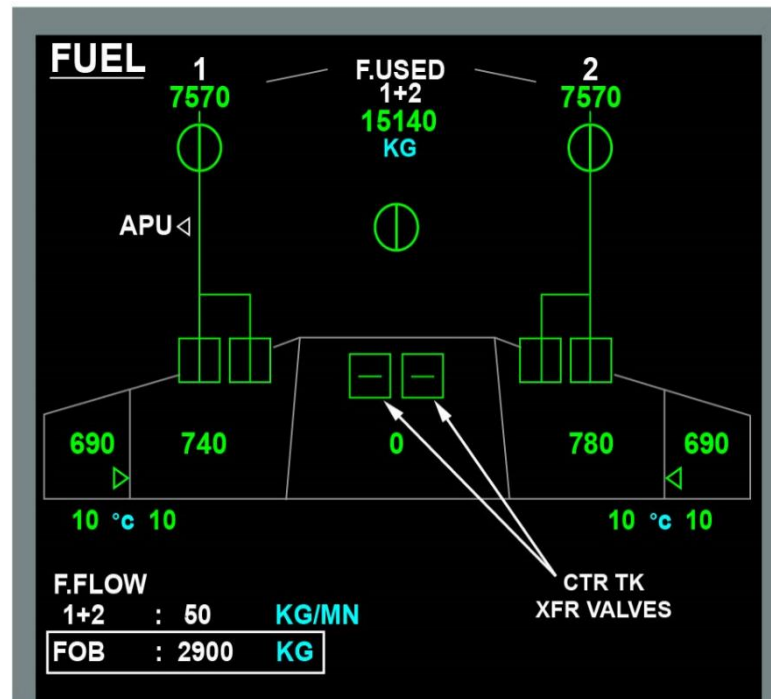 FUEL 1 F.USED 2
7570 1+2 7570
15140
KG
APU
690 740 0 780 690
10 °c 10 10 °c 10
F.FLOW
1+2 : 50 KG/MN
FOB : 2900 KG
CTR TK
XFR VALVES